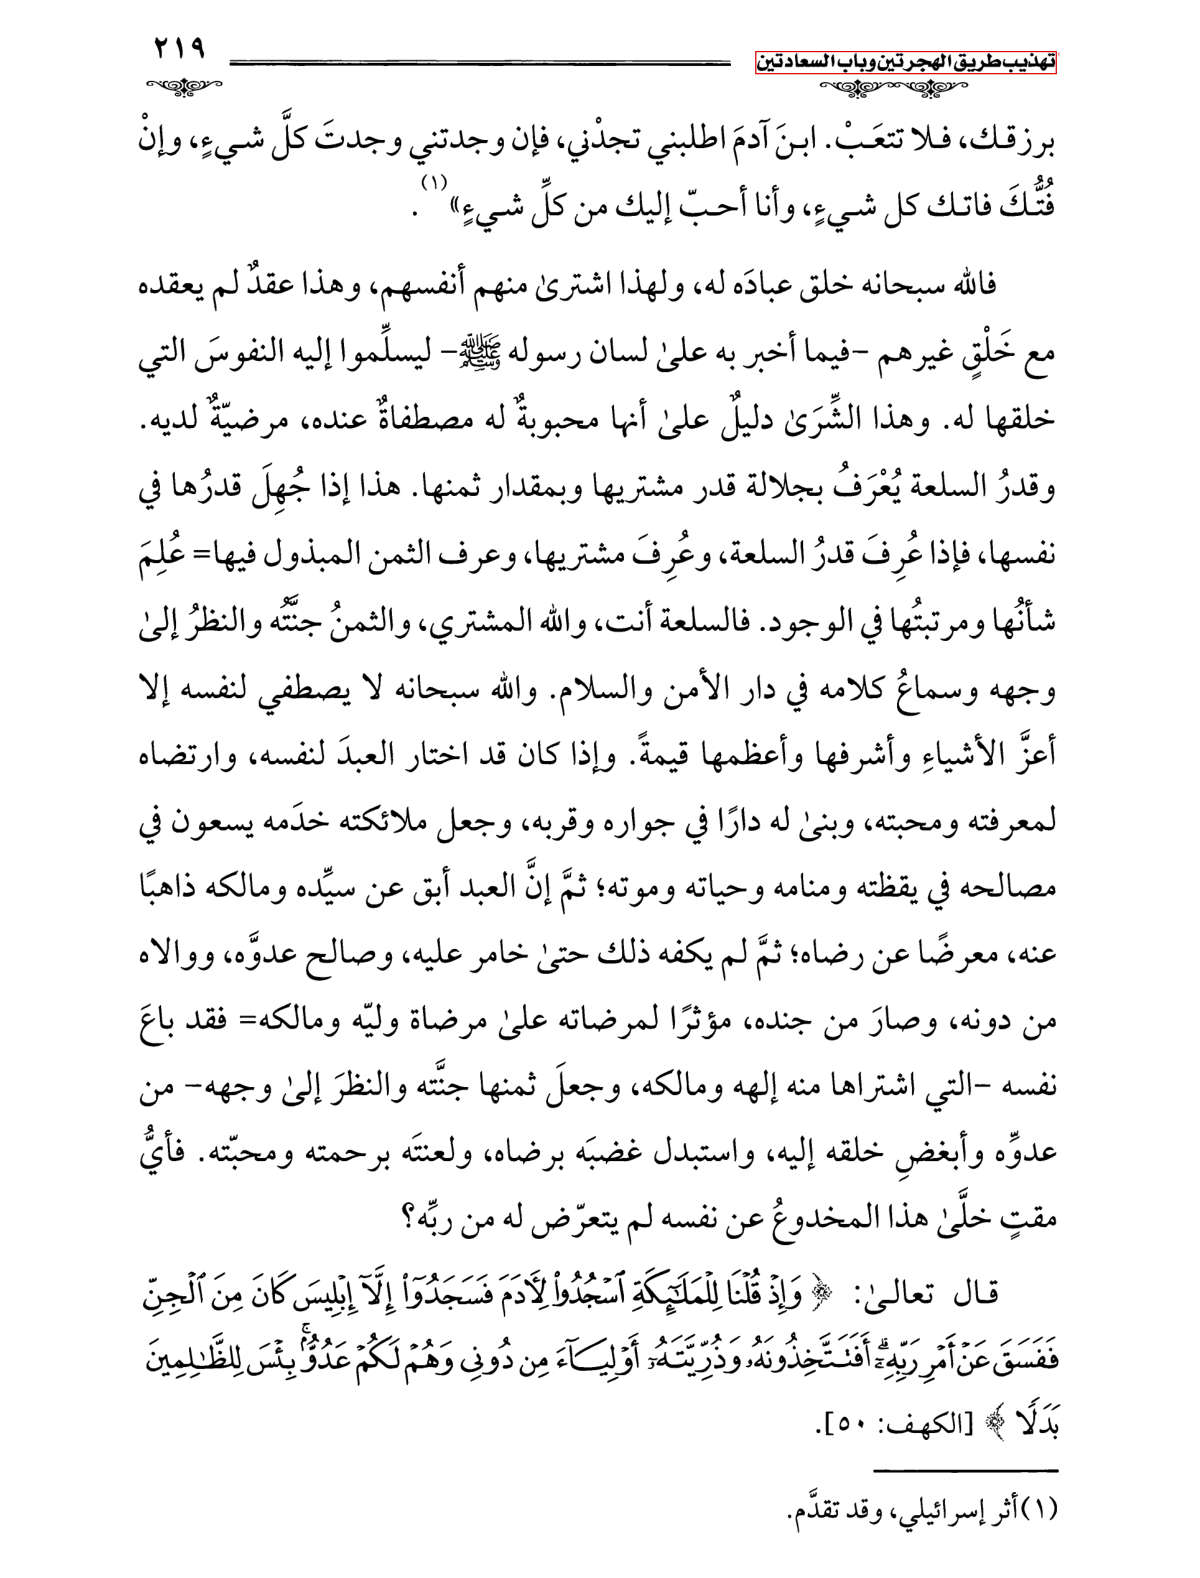 تهذيب طريق الهجرتين وباب السعادتين
٢١٩
برزقك، فلا تتعَبْ. ابنَ آدمَ اطلبني تجدْني، فإن وجدتني وجدتَ كلَّ شيءٍ، وإنْ
فُتُّكَ فاتك كل شيءٍ، وأنا أحبّ إليك من كلِّ شيءٍ»(١).
فالله سبحانه خلق عبادَه له، ولهذا اشترىٰ منهم أنفسهم، وهذا عقدٌ لم يعقده
مع خَلْقٍ غيرهم –فيما أخبر به علىٰ لسان رسوله ﷺ– ليسلِّموا إليه النفوسَ التي
خلقها له. وهذا الشِّرَىٰ دليلٌ علىٰ أنها محبوبةٌ له مصطفاةٌ عنده، مرضيّةٌ لديه.
وقدرُ السلعة يُعْرَفُ بجلالة قدر مشتريها وبمقدار ثمنها. هذا إذا جُهِلَ قدرُها في
نفسها، فإذا عُرِفَ قدرُ السلعة، وعُرِفَ مشتريها، وعرف الثمن المبذول فيها= عُلِمَ
شأنُها ومرتبتُها في الوجود. فالسلعة أنت، والله المشتري، والثمنُ جنَّتُه والنظرُ إلىٰ
وجهه وسماعُ كلامه في دار الأمن والسلام. والله سبحانه لا يصطفي لنفسه إلا
أعزَّ الأشياءِ وأشرفها وأعظمها قيمةً. وإذا كان قد اختار العبدَ لنفسه، وارتضاه
لمعرفته ومحبته، وبنىٰ له دارًا في جواره وقربه، وجعل ملائكته خدَمه يسعون في
مصالحه في يقظته ومنامه وحياته وموته؛ ثمَّ إنَّ العبد أبق عن سيِّده ومالكه ذاهبًا
عنه، معرضًا عن رضاه؛ ثمَّ لم يكفه ذلك حتىٰ خامر عليه، وصالح عدوَّه، ووالاه
من دونه، وصارَ من جنده، مؤثرًا لمرضاته علىٰ مرضاة وليّه ومالكه= فقد باعَ
نفسه –التي اشتراها منه إلهه ومالكه، وجعلَ ثمنها جنَّته والنظرَ إلىٰ وجهه– من
عدوِّه وأبغضِ خلقه إليه، واستبدل غضبَه برضاه، ولعنتَه برحمته ومحبّته. فأيُّ
مقتٍ خلَّىٰ هذا المخدوعُ عن نفسه لم يتعرّض له من ربِّه؟
قال تعالىٰ: ﴿وَإِذْ قُلْنَا لِلْمَلَٰٓئِكَةِ ٱسْجُدُوا۟ لِءَادَمَ فَسَجَدُوٓا۟ إِلَّآ إِبْلِيسَ كَانَ مِنَ ٱلْجِنِّ
فَفَسَقَ عَنْ أَمْرِ رَبِّهِۦٓ ۗ أَفَتَتَّخِذُونَهُۥ وَذُرِّيَّتَهُۥٓ أَوْلِيَآءَ مِن دُونِى وَهُمْ لَكُمْ عَدُوٌّۢ ۚ بِئْسَ لِلظَّٰلِمِينَ
بَدَلًا﴾ [الكهف: ٥٠].
(١) أثر إسرائيلي، وقد تقدَّم.